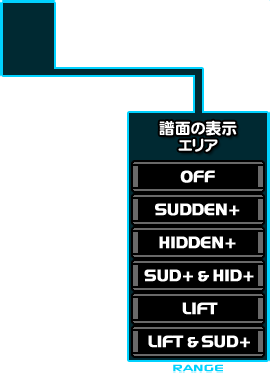 譜面の表示
エリア
OFF
SUDDEN+
HIDDEN+
SUD+ & HID+
LIFT
LIFT & SUD+
RANGE